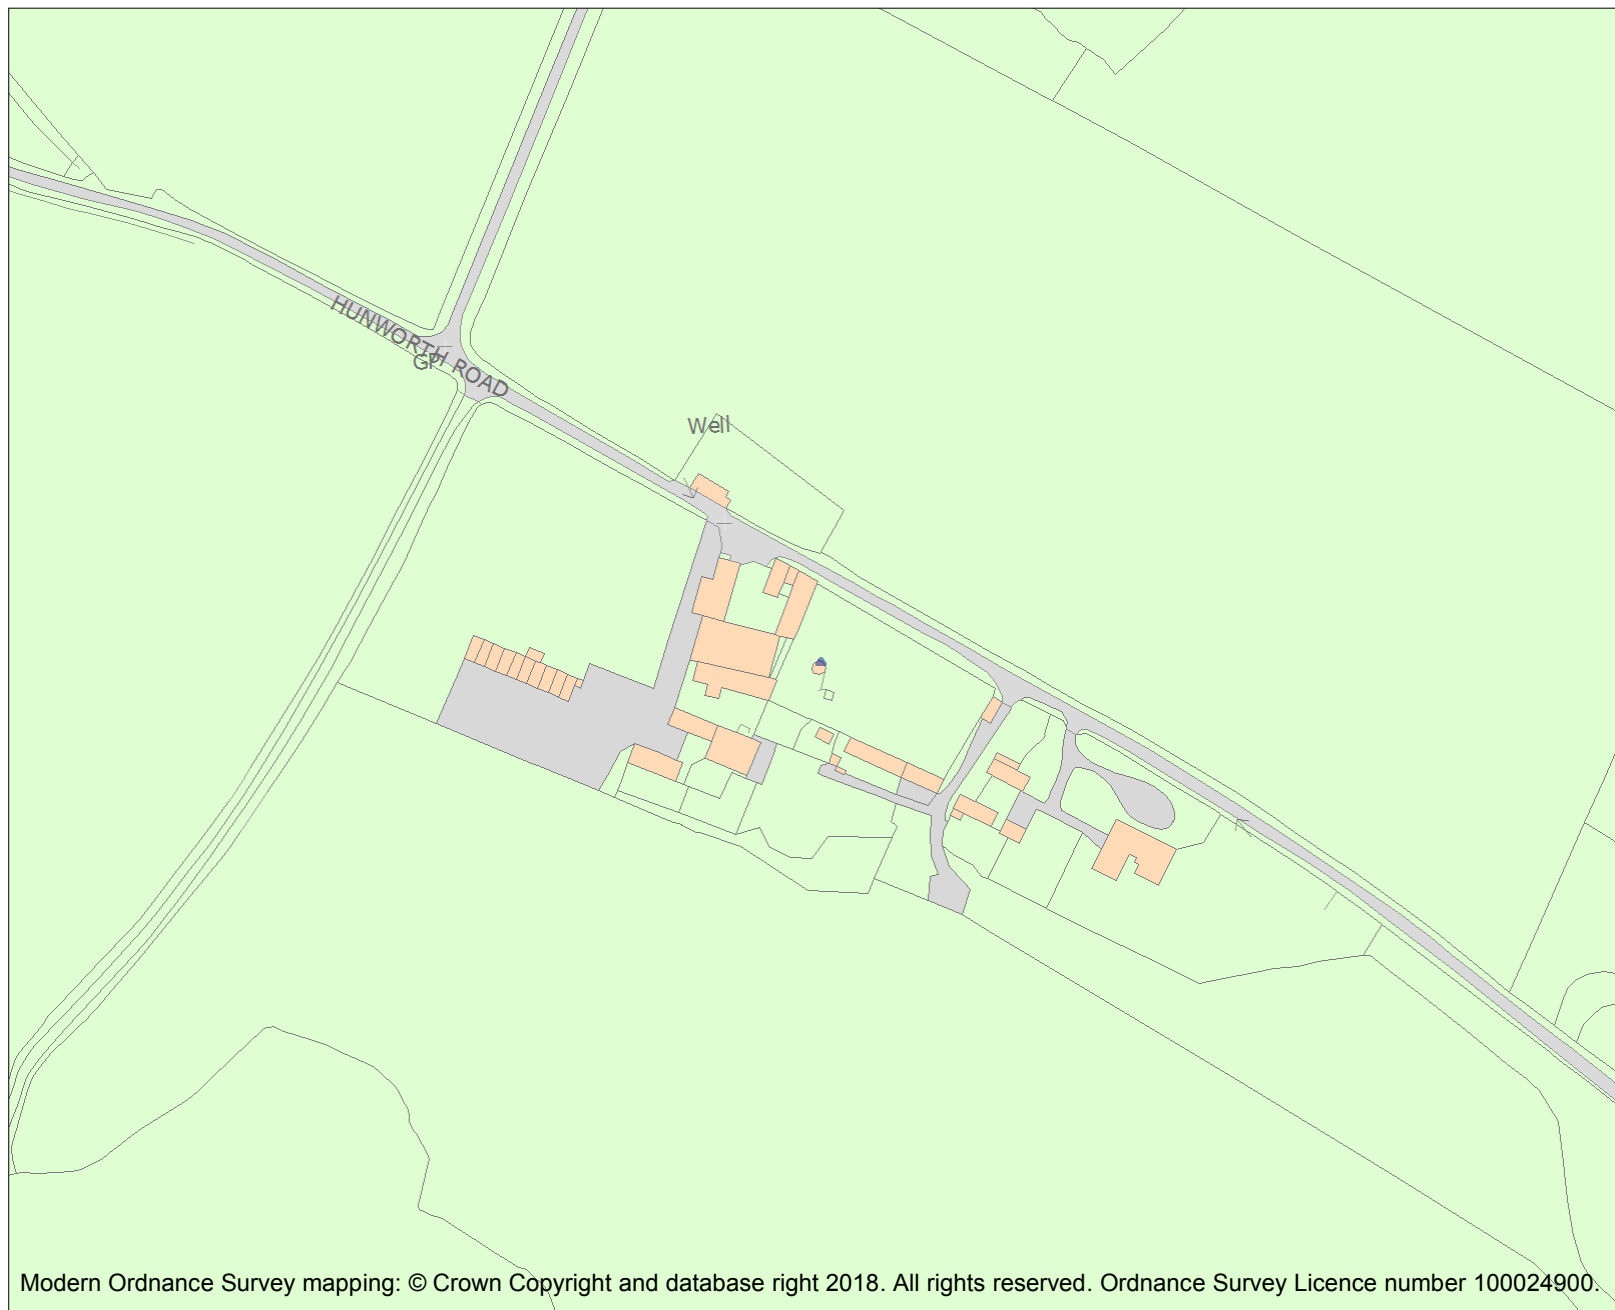 HUNWORTH ROAD
GP
Well
Modern Ordnance Survey mapping: © Crown Copyright and database right 2018. All rights reserved. Ordnance Survey Licence number 100024900.